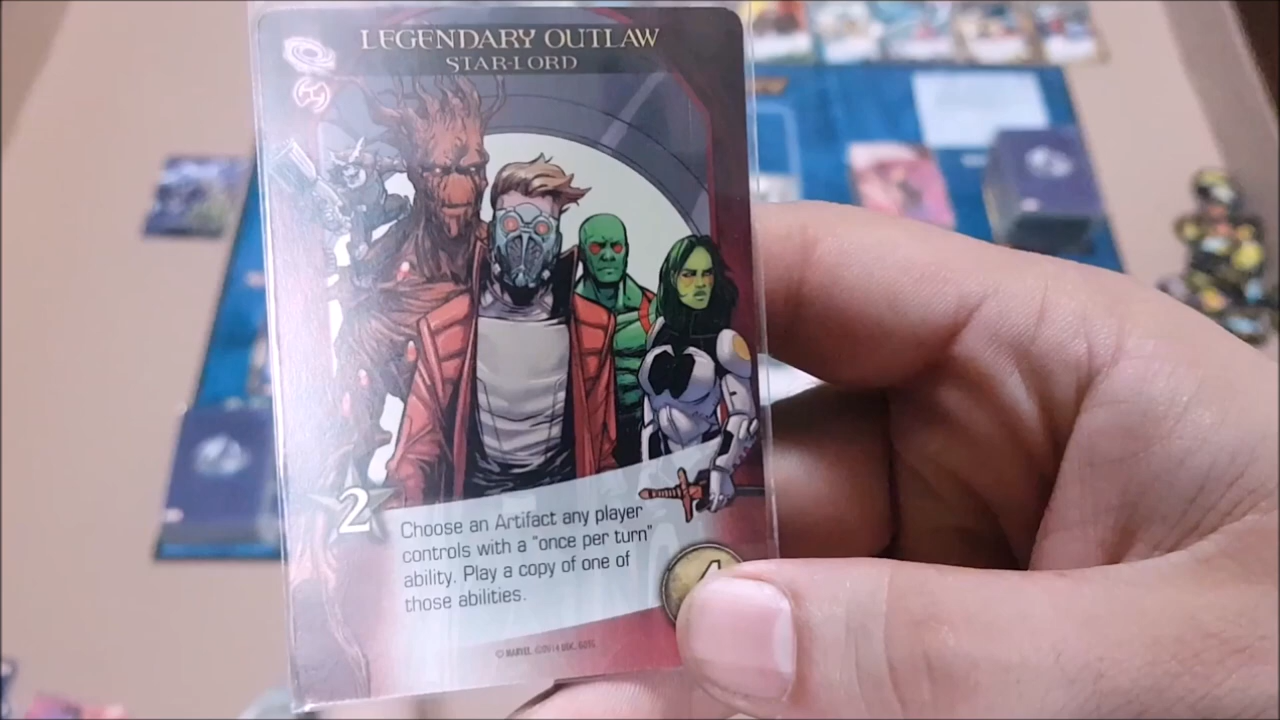 LEGENDARY OUTLAW
STAR-LORD
2
Choose an Artifact any player
controls with a "once per turn"
ability. Play a copy of one of
those abilities.
© MARVEL